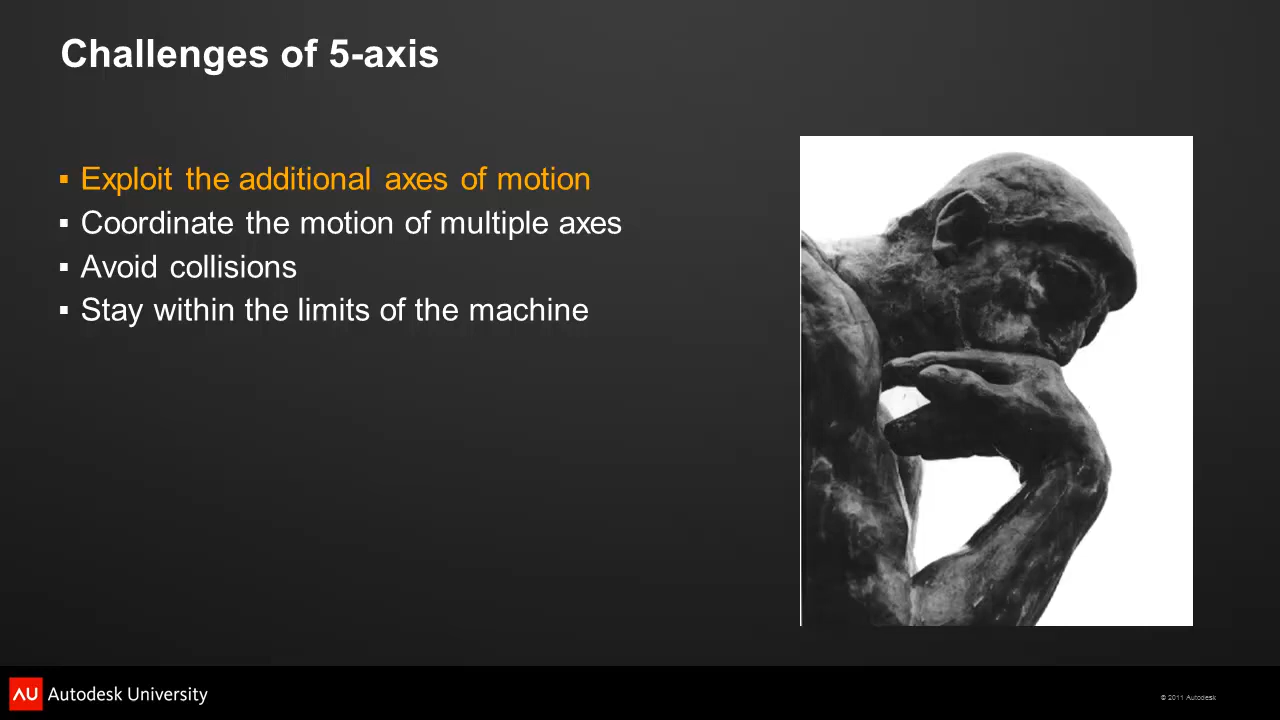 Challenges of 5-axis
▪ Exploit the additional axes of motion
▪ Coordinate the motion of multiple axes
▪ Avoid collisions
▪ Stay within the limits of the machine
AU Autodesk University
© 2011 Autodesk